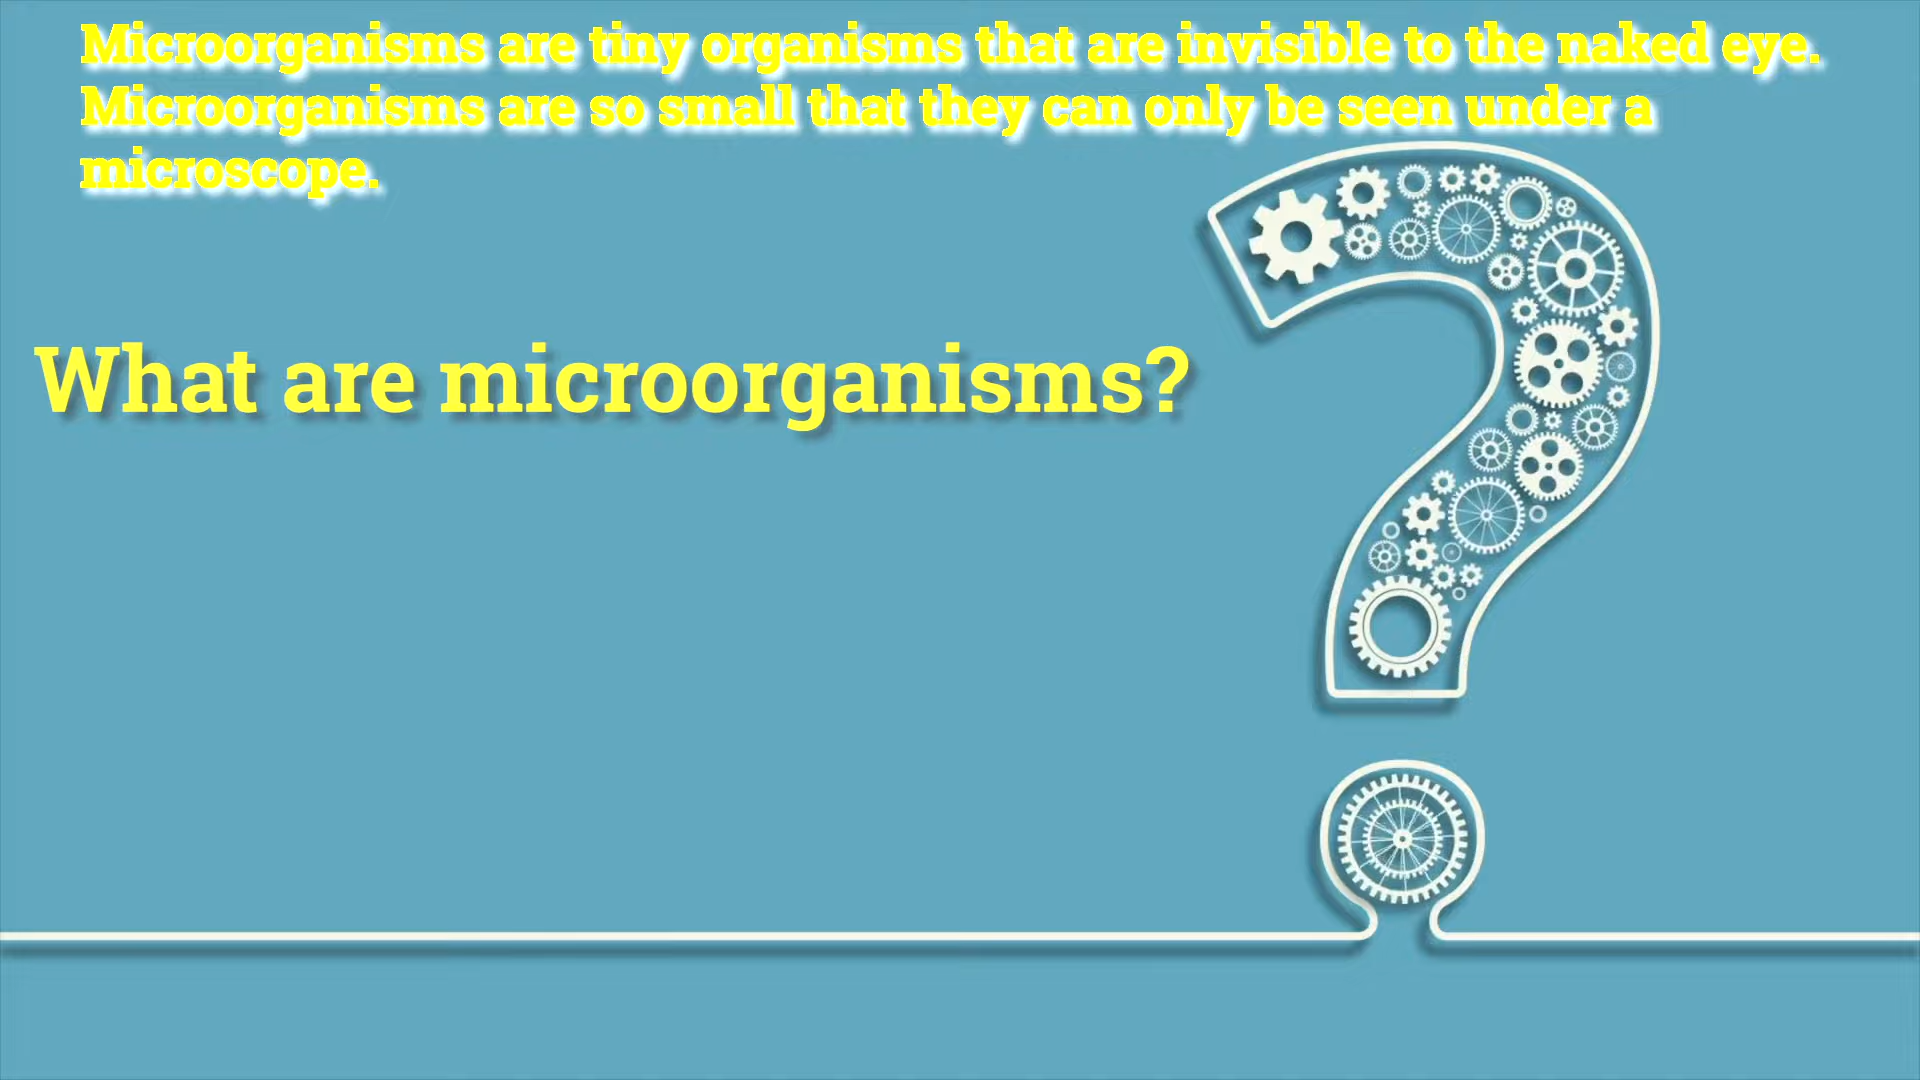 Microorganisms are tiny organisms that are invisible to the naked eye.
Microorganisms are so small that they can only be seen under a
microscope.
What are microorganisms?